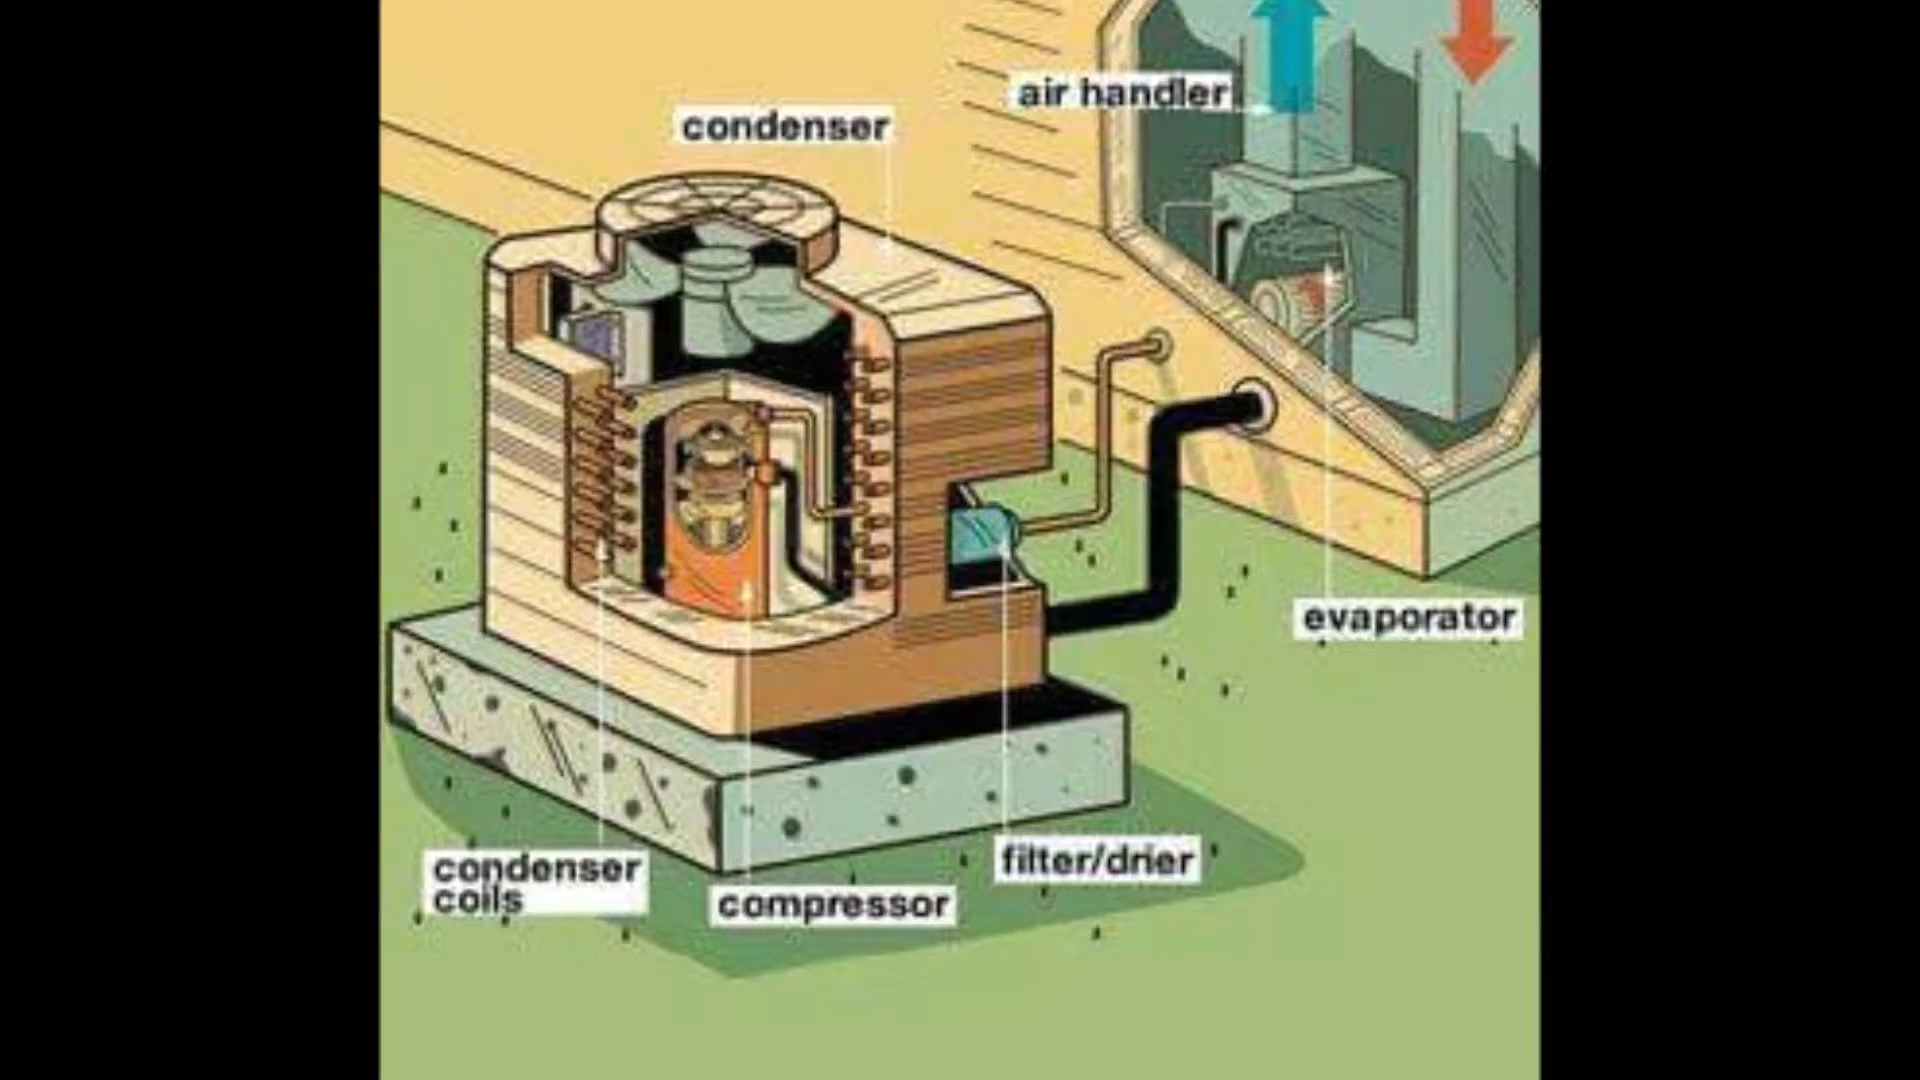 air handler
condenser
evaporator
condenser
coils
filter/drier
compressor